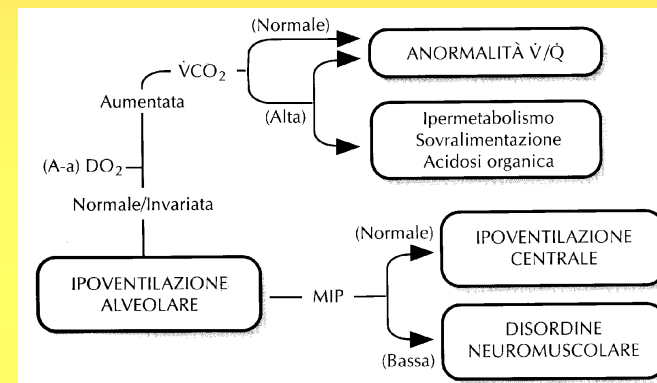 (Normale)
ANORMALITÀ V̇/Q̇
V̇CO₂
Aumentata
(Alta)
Ipermetabolismo
Sovralimentazione
Acidosi organica
(A-a) DO₂
Normale/Invariata
IPOVENTILAZIONE
ALVEOLARE
MIP
(Normale)
IPOVENTILAZIONE
CENTRALE
(Bassa)
DISORDINE
NEUROMUSCOLARE